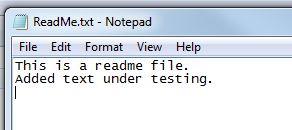 ReadMe.txt - Notepad
File Edit Format View Help
This is a readme file.
Added text under testing.